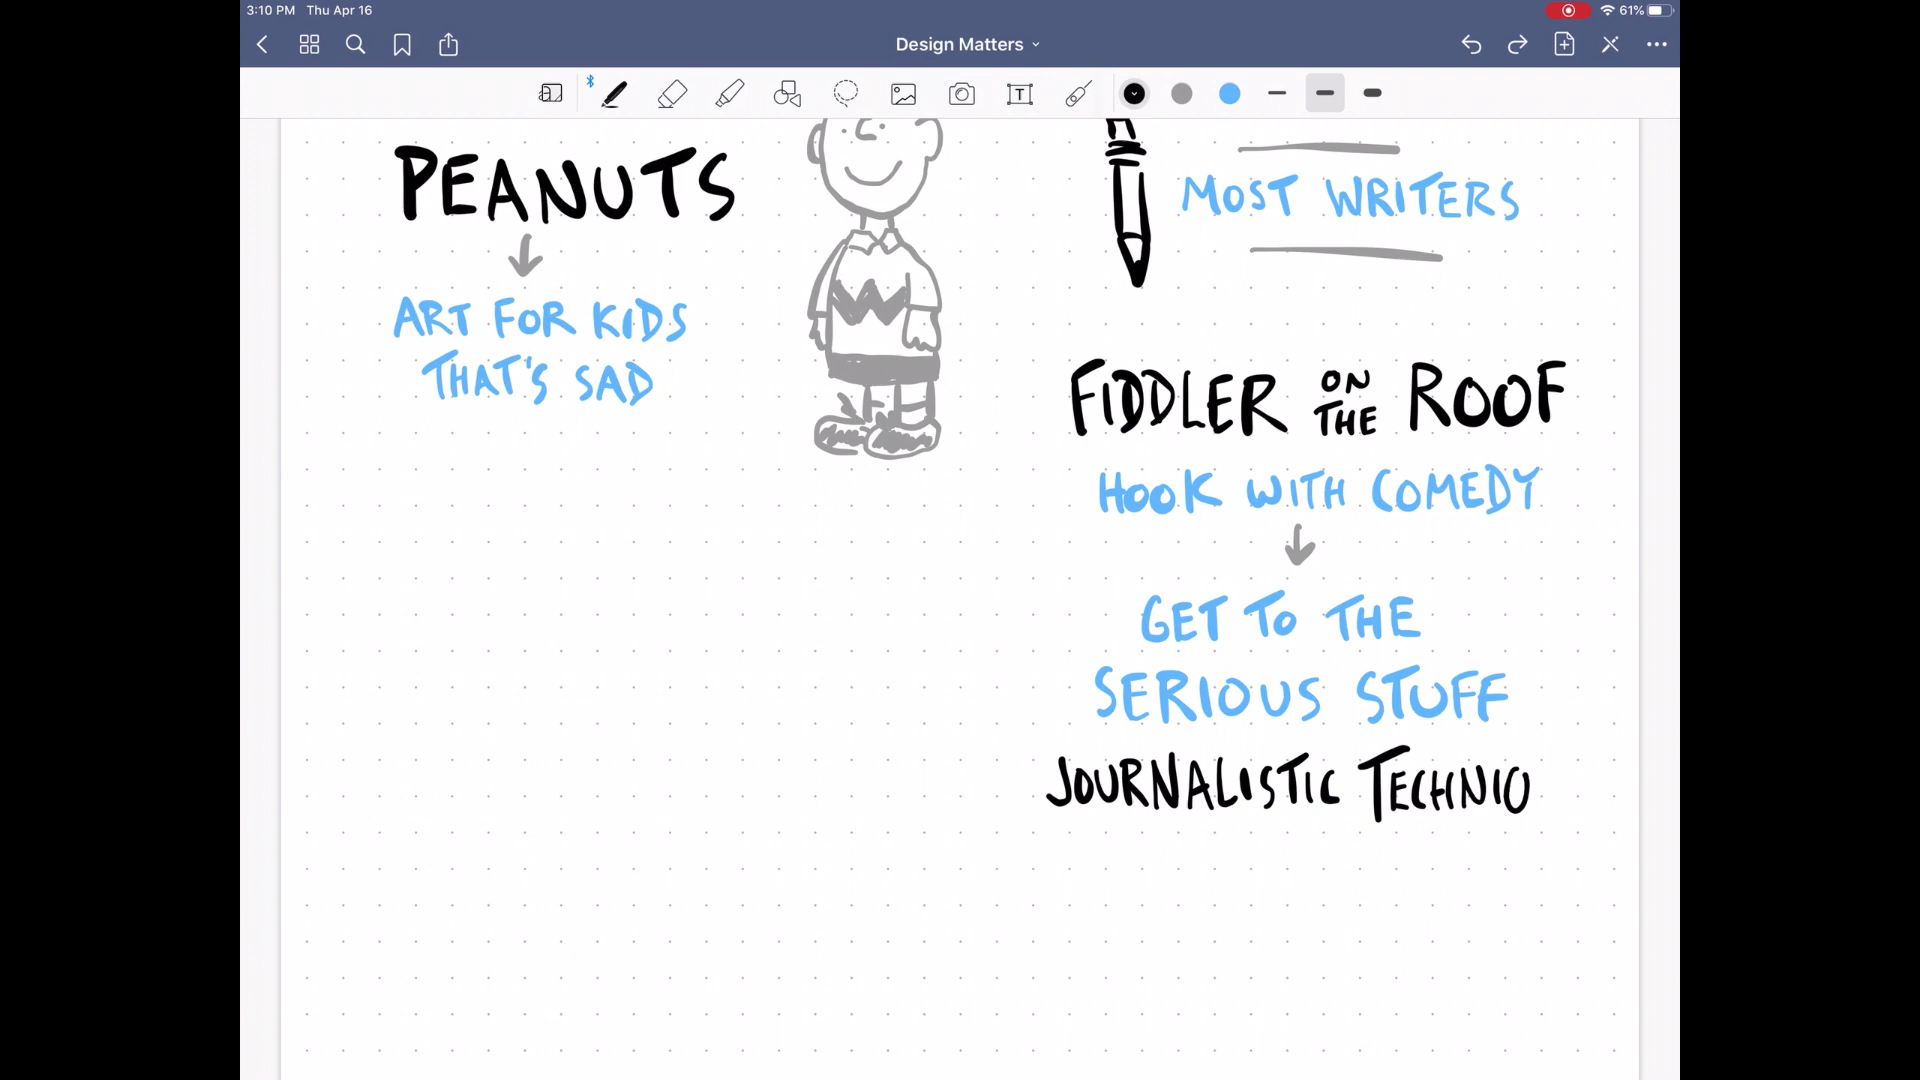 3:10 PM Thu Apr 16
61%
Design Matters
T
PEANUTS
ART FOR KIDS
THAT'S SAD
MOST WRITERS
FIDDLER ON THE ROOF
HOOK WITH COMEDY
GET TO THE
SERIOUS STUFF
JOURNALISTIC TECHNIO